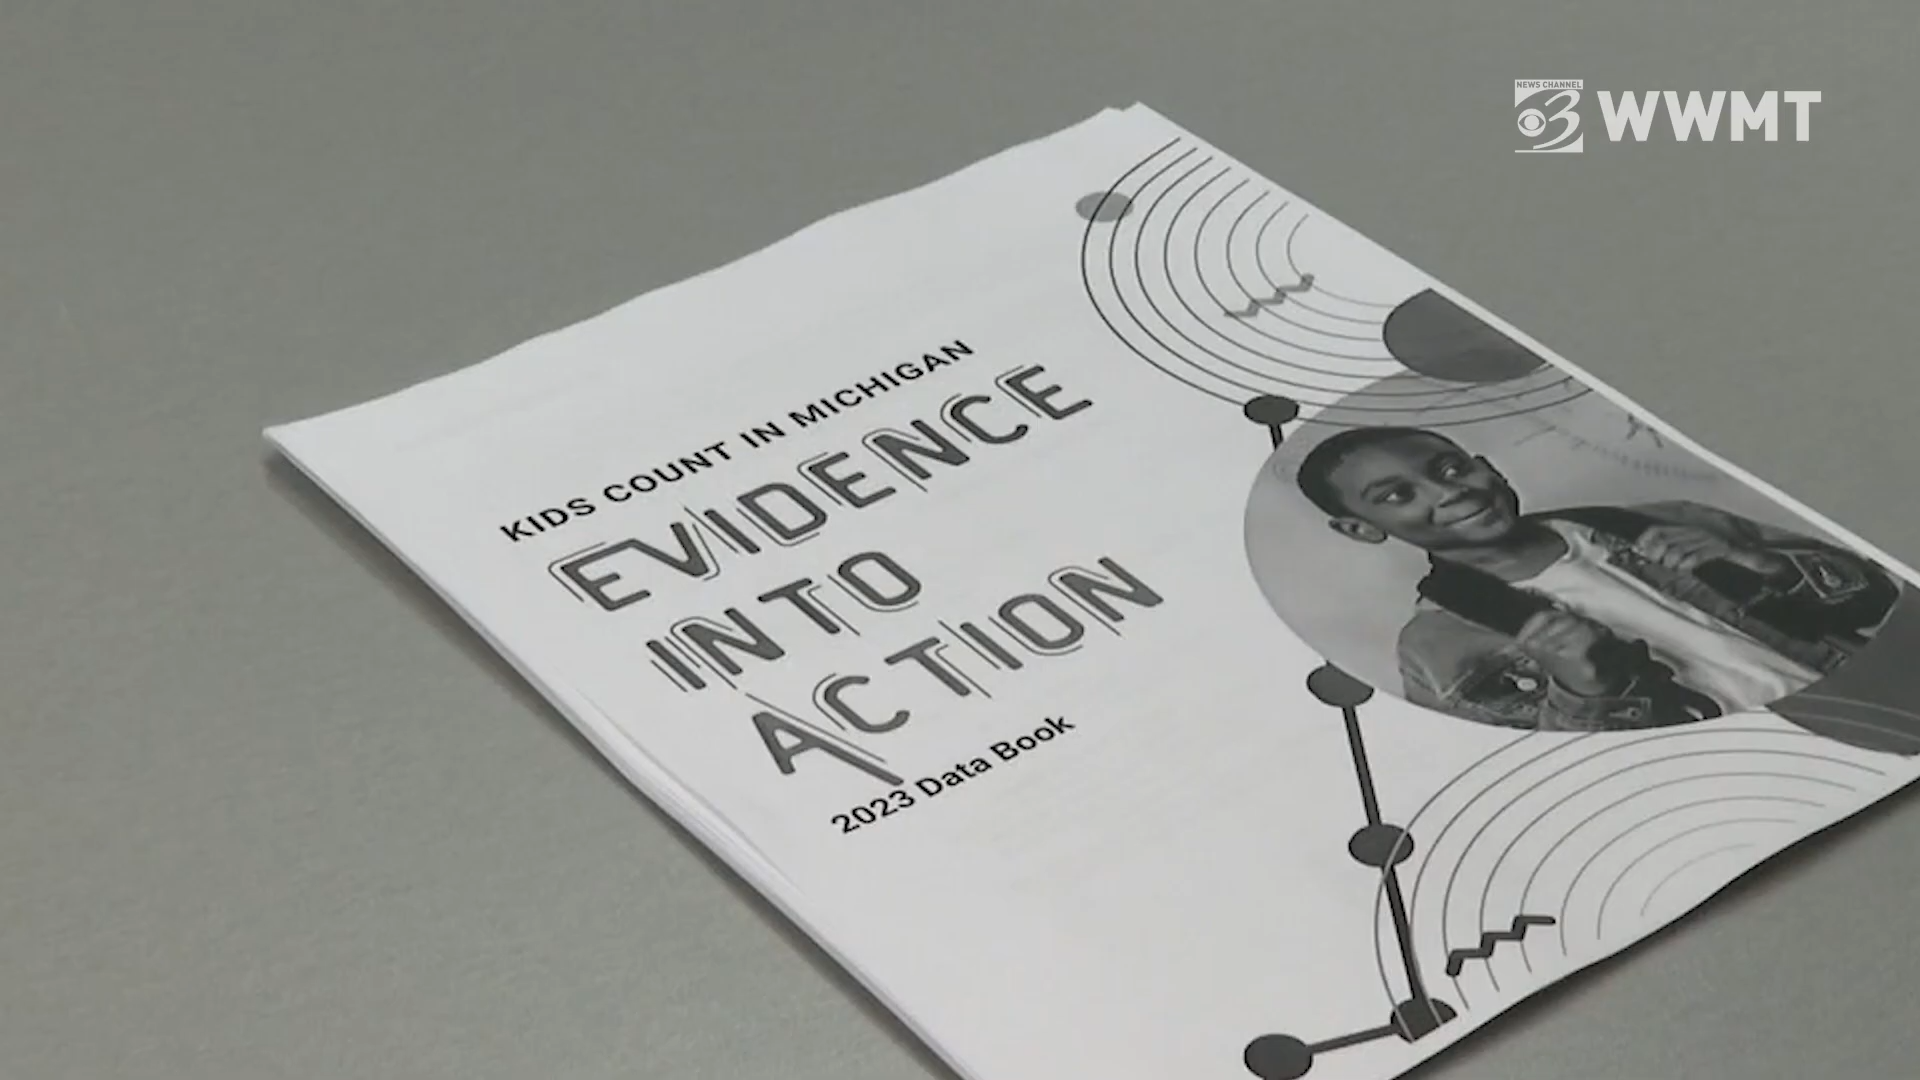 NEWS CHANNEL
3 WWMT
KIDS COUNT IN MICHIGAN
EVIDENCE
INTO
ACTION
2023 Data Book